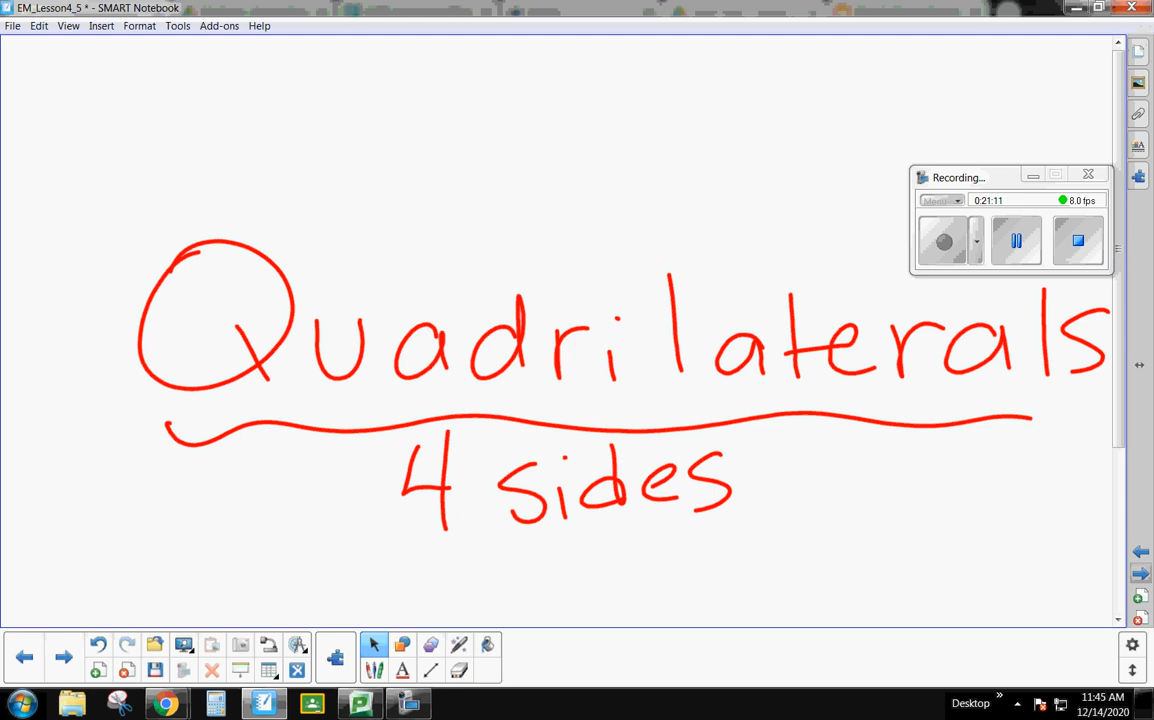 EM_Lesson4_5 * - SMART Notebook
File Edit View Insert Format Tools Add-ons Help
Recording...
Menu 0:21:11 8.0 fps
Quadrilaterals
4 sides
Desktop » 11:45 AM
12/14/2020